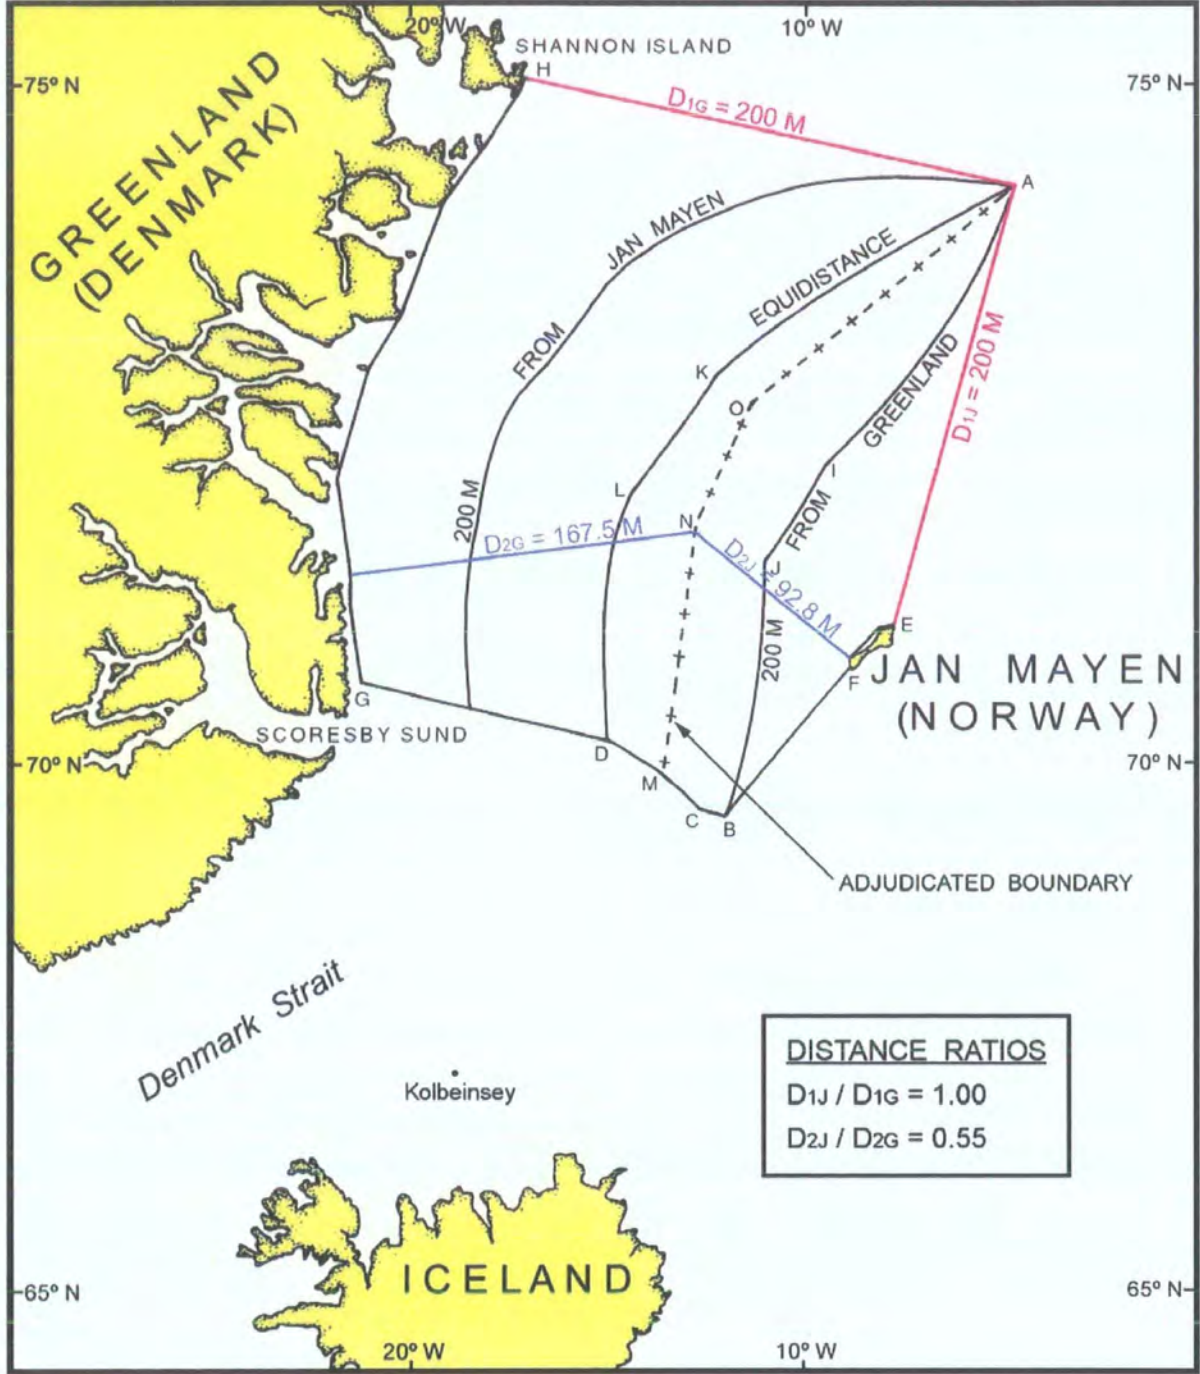 20° W
10° W
SHANNON ISLAND
H
75° N
75° N
D1G = 200 M
GREENLAND
(DENMARK)
A
JAN MAYEN
FROM
200 M
EQUIDISTANCE
K
O
GREENLAND
D1J = 200 M
I
FROM
L
N
D2G = 167.5 M
D2J = 92.8 M
J
200 M
E
F
JAN MAYEN
(NORWAY)
G
SCORESBY SUND
D
M
C
B
70° N
70° N
ADJUDICATED BOUNDARY
Denmark Strait
Kolbeinsey
DISTANCE RATIOS
D1J / D1G = 1.00
D2J / D2G = 0.55
ICELAND
65° N
65° N
20° W
10° W